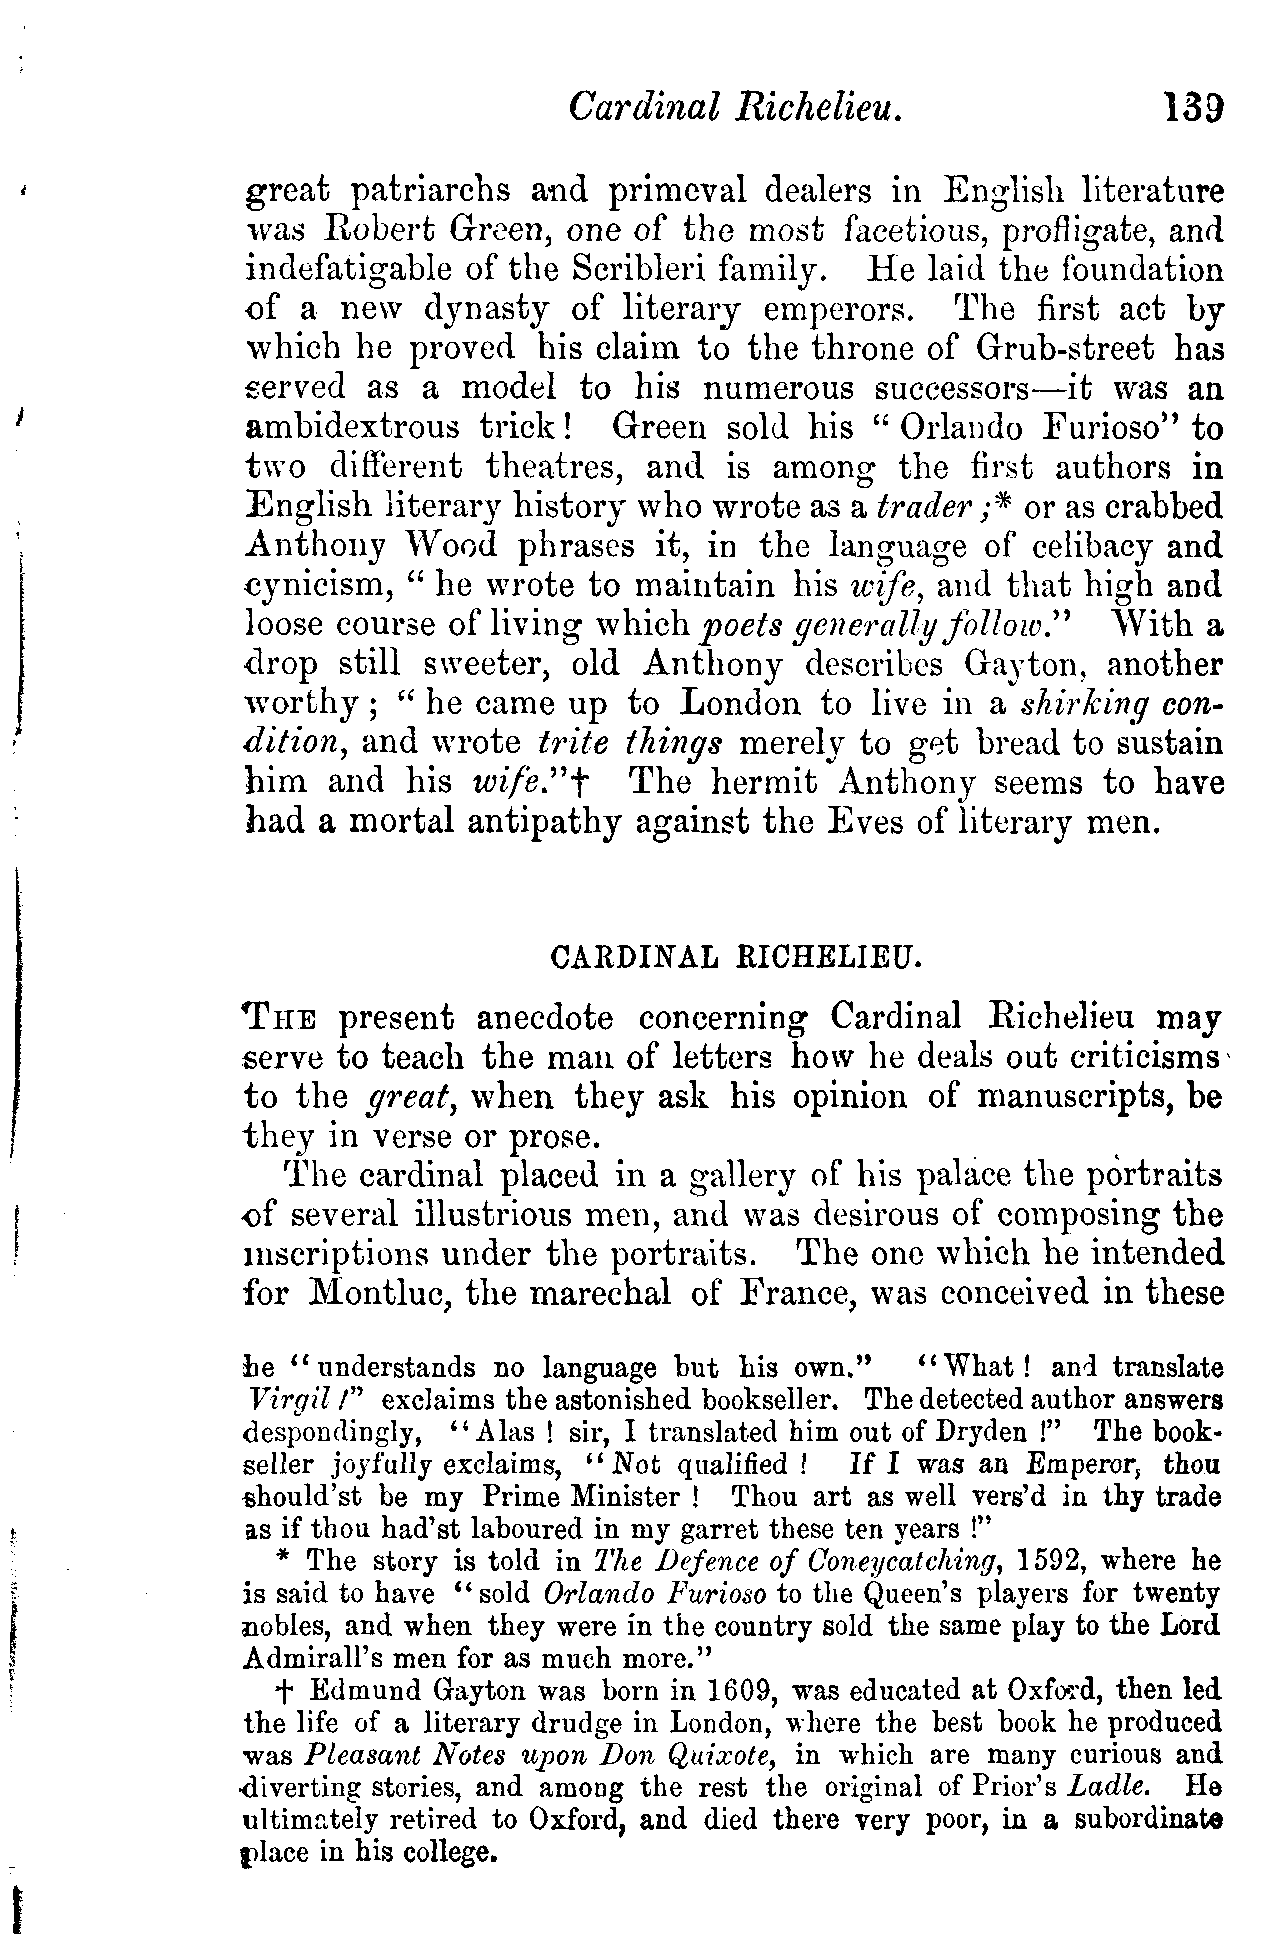 Cardinal Richelieu. 139
great patriarchs and primeval dealers in English literature
was Robert Green, one of the most facetious, profligate, and
indefatigable of the Scribleri family. He laid the foundation
of a new dynasty of literary emperors. The first act by
which he proved his claim to the throne of Grub-street has
served as a model to his numerous successors—it was an
ambidextrous trick! Green sold his "Orlando Furioso" to
two different theatres, and is among the first authors in
English literary history who wrote as a trader;* or as crabbed
Anthony Wood phrases it, in the language of celibacy and
cynicism, "he wrote to maintain his wife, and that high and
loose course of living which poets generally follow." With a
drop still sweeter, old Anthony describes Gayton, another
worthy; "he came up to London to live in a shirking con-
dition, and wrote trite things merely to get bread to sustain
him and his wife."† The hermit Anthony seems to have
had a mortal antipathy against the Eves of literary men.
CARDINAL RICHELIEU.
THE present anecdote concerning Cardinal Richelieu may
serve to teach the man of letters how he deals out criticisms
to the great, when they ask his opinion of manuscripts, be
they in verse or prose.
The cardinal placed in a gallery of his palace the portraits
of several illustrious men, and was desirous of composing the
inscriptions under the portraits. The one which he intended
for Montluc, the marechal of France, was conceived in these
he "understands no language but his own." "What! and translate
Virgil!" exclaims the astonished bookseller. The detected author answers
despondingly, "Alas! sir, I translated him out of Dryden!" The book-
seller joyfully exclaims, "Not qualified! If I was an Emperor, thou
should'st be my Prime Minister! Thou art as well vers'd in thy trade
as if thou had'st laboured in my garret these ten years!"
* The story is told in The Defence of Coneycatching, 1592, where he
is said to have "sold Orlando Furioso to the Queen's players for twenty
nobles, and when they were in the country sold the same play to the Lord
Admirall's men for as much more."
† Edmund Gayton was born in 1609, was educated at Oxford, then led
the life of a literary drudge in London, where the best book he produced
was Pleasant Notes upon Don Quixote, in which are many curious and
diverting stories, and among the rest the original of Prior's Ladle. He
ultimately retired to Oxford, and died there very poor, in a subordinate
place in his college.